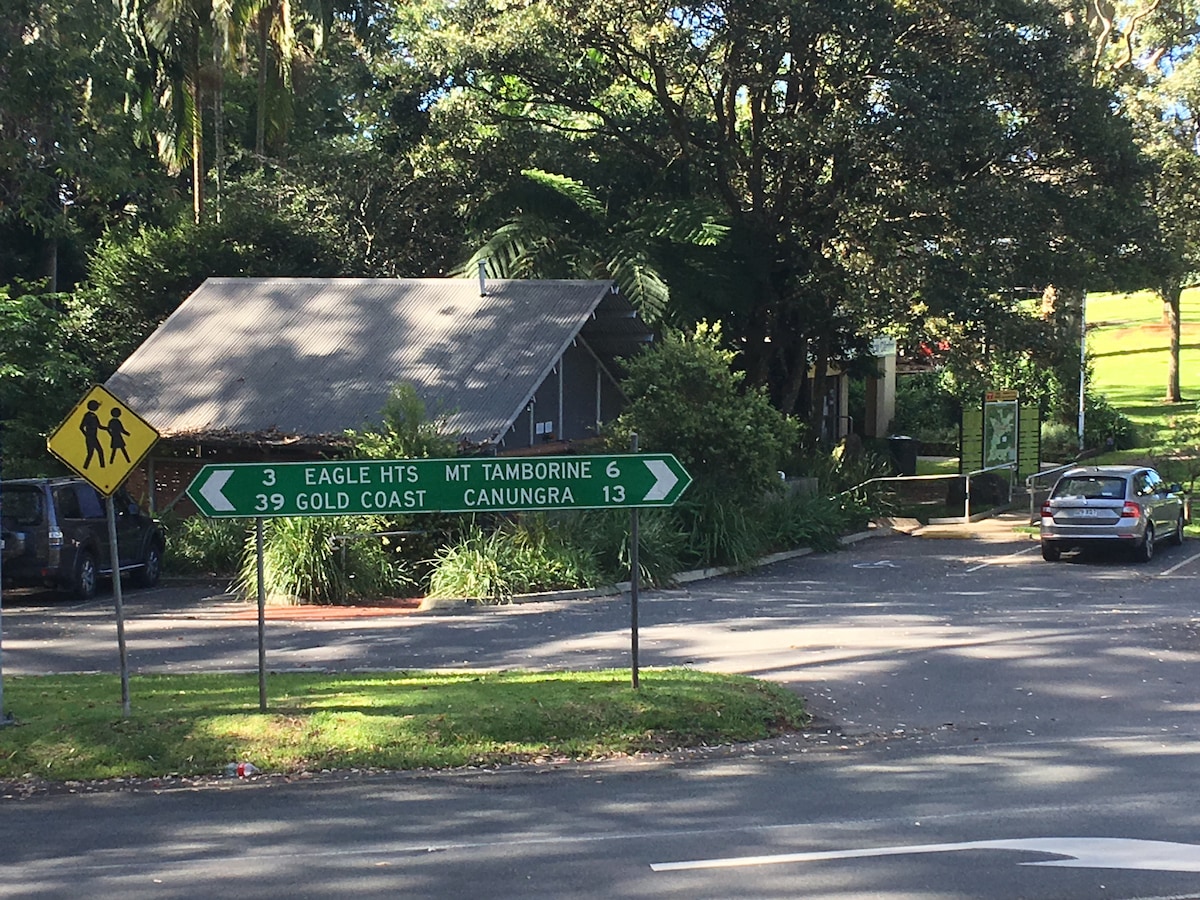 3 EAGLE HTS MT TAMBORINE 6
39 GOLD COAST CANUNGRA 13